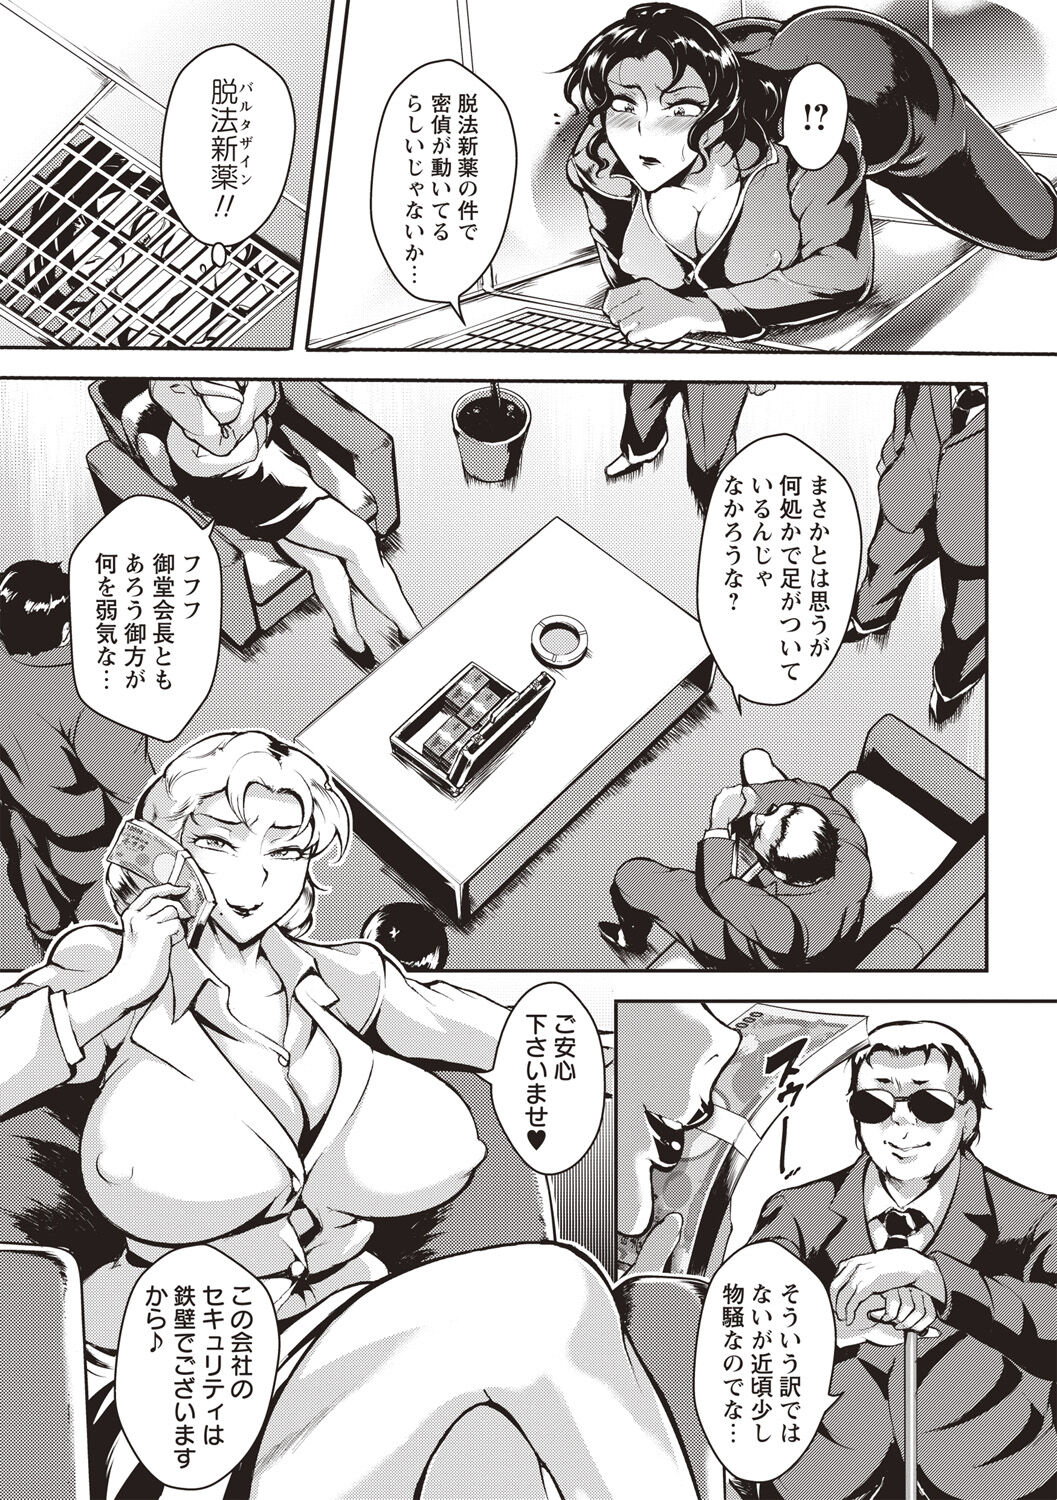 !?
脱法新薬の件で
密偵が動いてる
らしいじゃないか…
脱法新薬!!
バルタザイン
まさかとは思うが
何処かで足がついて
いるんじゃ
なかろうな?
フフフ
御堂会長とも
あろう御方が
何を弱気な…
そういう訳では
ないが近頃少し
物騒なのでな…
ご安心
下さいませ♥
この会社の
セキュリティは
鉄壁でございます
から♪